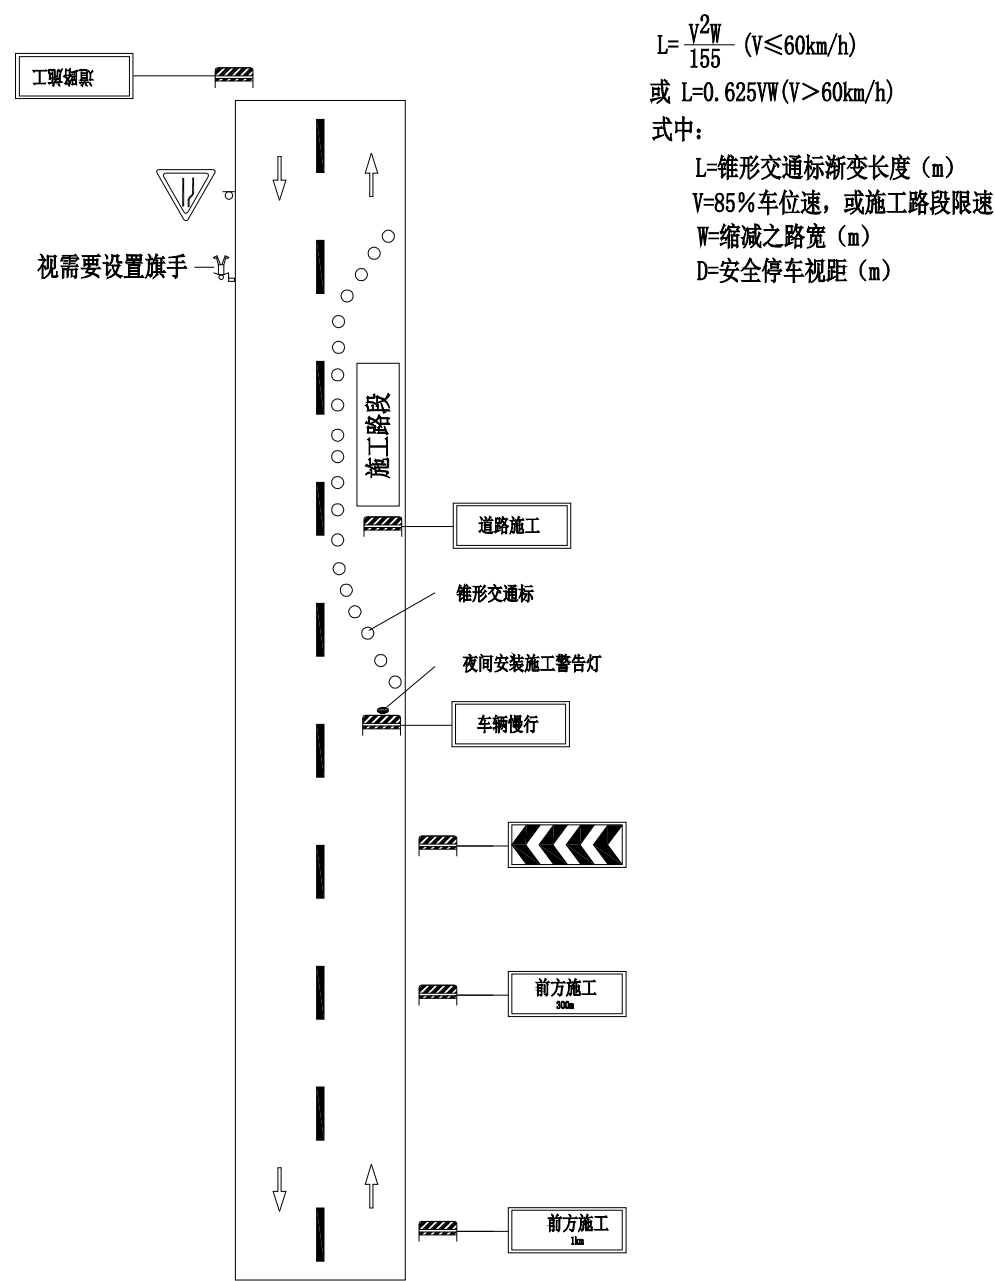 L=V²W/155 (V≤60km/h)
或 L=0.625VW(V＞60km/h)
式中:
L=锥形交通标渐变长度（m）
V=85%车位速，或施工路段限速
W=缩减之路宽（m）
D=安全停车视距（m）
道路施工
视需要设置旗手
施工路段
道路施工
锥形交通标
夜间安装施工警告灯
车辆慢行
前方施工
300m
前方施工
1km